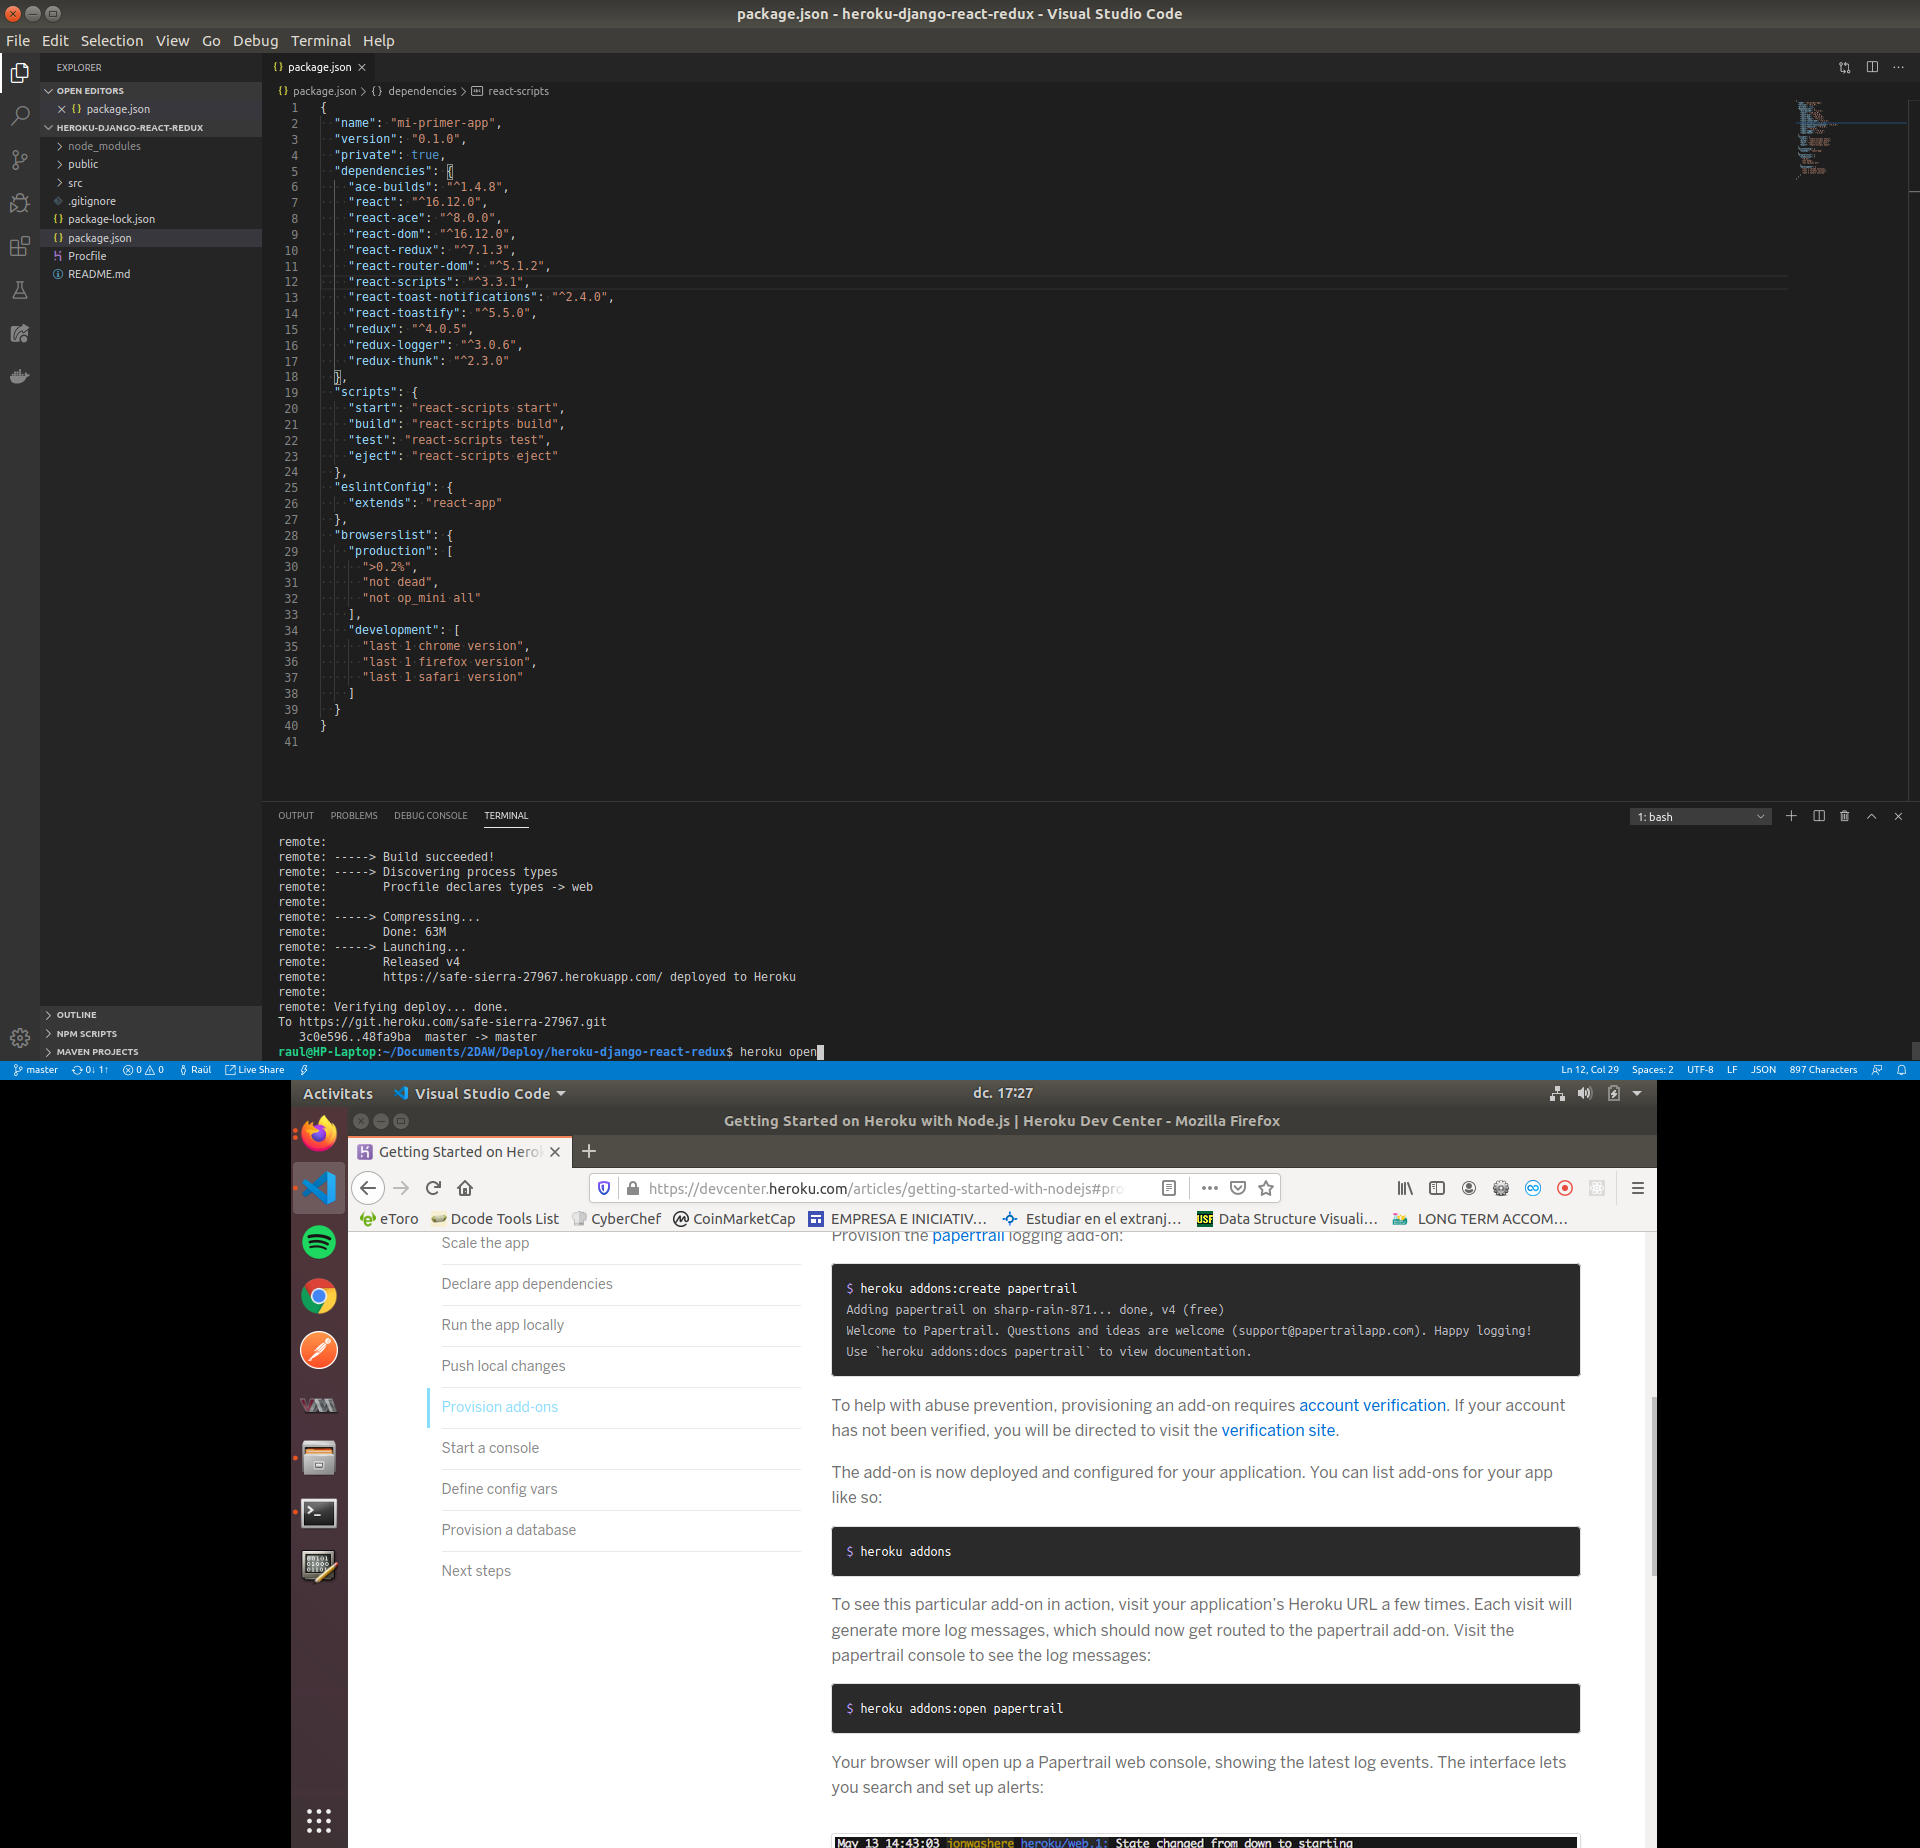 package.json - heroku-django-react-redux - Visual Studio Code
File Edit Selection View Go Debug Terminal Help
EXPLORER
OPEN EDITORS
package.json
HEROKU-DJANGO-REACT-REDUX
node_modules
public
src
.gitignore
package-lock.json
package.json
Procfile
README.md
OUTLINE
NPM SCRIPTS
MAVEN PROJECTS
package.json
package.json > {} dependencies > react-scripts
1 {
2 "name": "mi-primer-app",
3 "version": "0.1.0",
4 "private": true,
5 "dependencies": {
6 "ace-builds": "^1.4.8",
7 "react": "^16.12.0",
8 "react-ace": "^8.0.0",
9 "react-dom": "^16.12.0",
10 "react-redux": "^7.1.3",
11 "react-router-dom": "^5.1.2",
12 "react-scripts": "^3.3.1",
13 "react-toast-notifications": "^2.4.0",
14 "react-toastify": "^5.5.0",
15 "redux": "^4.0.5",
16 "redux-logger": "^3.0.6",
17 "redux-thunk": "^2.3.0"
18 },
19 "scripts": {
20 "start": "react-scripts start",
21 "build": "react-scripts build",
22 "test": "react-scripts test",
23 "eject": "react-scripts eject"
24 },
25 "eslintConfig": {
26 "extends": "react-app"
27 },
28 "browserslist": {
29 "production": [
30 ">0.2%",
31 "not dead",
32 "not op_mini all"
33 ],
34 "development": [
35 "last 1 chrome version",
36 "last 1 firefox version",
37 "last 1 safari version"
38 ]
39 }
40 }
41
OUTPUT PROBLEMS DEBUG CONSOLE TERMINAL
1: bash
remote:
remote: -----> Build succeeded!
remote: -----> Discovering process types
remote: Procfile declares types -> web
remote:
remote: -----> Compressing...
remote: Done: 63M
remote: -----> Launching...
remote: Released v4
remote: https://safe-sierra-27967.herokuapp.com/ deployed to Heroku
remote:
remote: Verifying deploy... done.
To https://git.heroku.com/safe-sierra-27967.git
3c0e596..48fa9ba master -> master
raul@HP-Laptop:~/Documents/2DAW/Deploy/heroku-django-react-redux$ heroku open
master 0↓ 1↑ 0 0 Raül Live Share Ln 12, Col 29 Spaces: 2 UTF-8 LF JSON 897 Characters
Activitats Visual Studio Code dc. 17:27
Getting Started on Heroku with Node.js | Heroku Dev Center - Mozilla Firefox
Getting Started on Herok
https://devcenter.heroku.com/articles/getting-started-with-nodejs#pro
eToro Dcode Tools List CyberChef CoinMarketCap EMPRESA E INICIATIV... Estudiar en el extranj... USF Data Structure Visuali... LONG TERM ACCOM...
Scale the app
Declare app dependencies
Run the app locally
Push local changes
Provision add-ons
Start a console
Define config vars
Provision a database
Next steps
Provision the papertrail logging add-on:
$ heroku addons:create papertrail
Adding papertrail on sharp-rain-871... done, v4 (free)
Welcome to Papertrail. Questions and ideas are welcome (support@papertrailapp.com). Happy logging!
Use `heroku addons:docs papertrail` to view documentation.
To help with abuse prevention, provisioning an add-on requires account verification. If your account
has not been verified, you will be directed to visit the verification site.
The add-on is now deployed and configured for your application. You can list add-ons for your app
like so:
$ heroku addons
To see this particular add-on in action, visit your application's Heroku URL a few times. Each visit will
generate more log messages, which should now get routed to the papertrail add-on. Visit the
papertrail console to see the log messages:
$ heroku addons:open papertrail
Your browser will open up a Papertrail web console, showing the latest log events. The interface lets
you search and set up alerts:
May 13 14:43:03 jonwashere heroku/web.1: State changed from down to starting